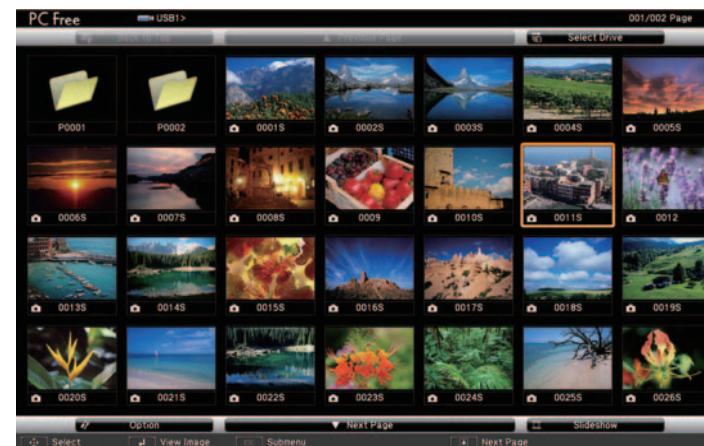 PC Free USB1> 001/002 Page
Back to Top Previous Page Select Drive
P0001 P0002 0001S 0002S 0003S 0004S 0005S
0006S 0007S 0008S 0009 0010S 0011S 0012
0013S 0014S 0015S 0016S 0017S 0018S 0019S
0020S 0021S 0022S 0023S 0024S 0025S 0026S
Option Next Page Slideshow
Select View Image ESC Submenu Next Page